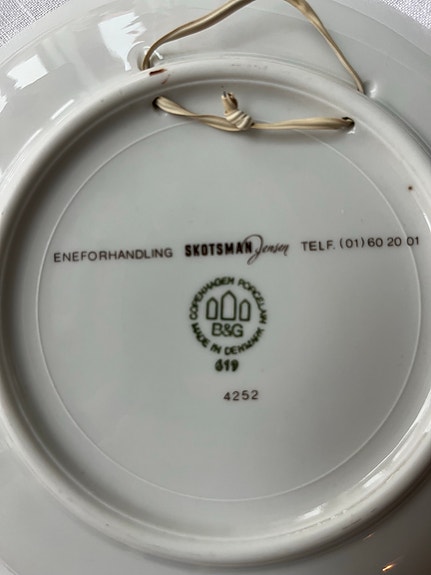 ENEFORHANDLING SKOTSMAN Jensen TELF. (01) 60 20 01
COPENHAGEN PORCELAIN
B&G
MADE IN DENMARK
619
4252